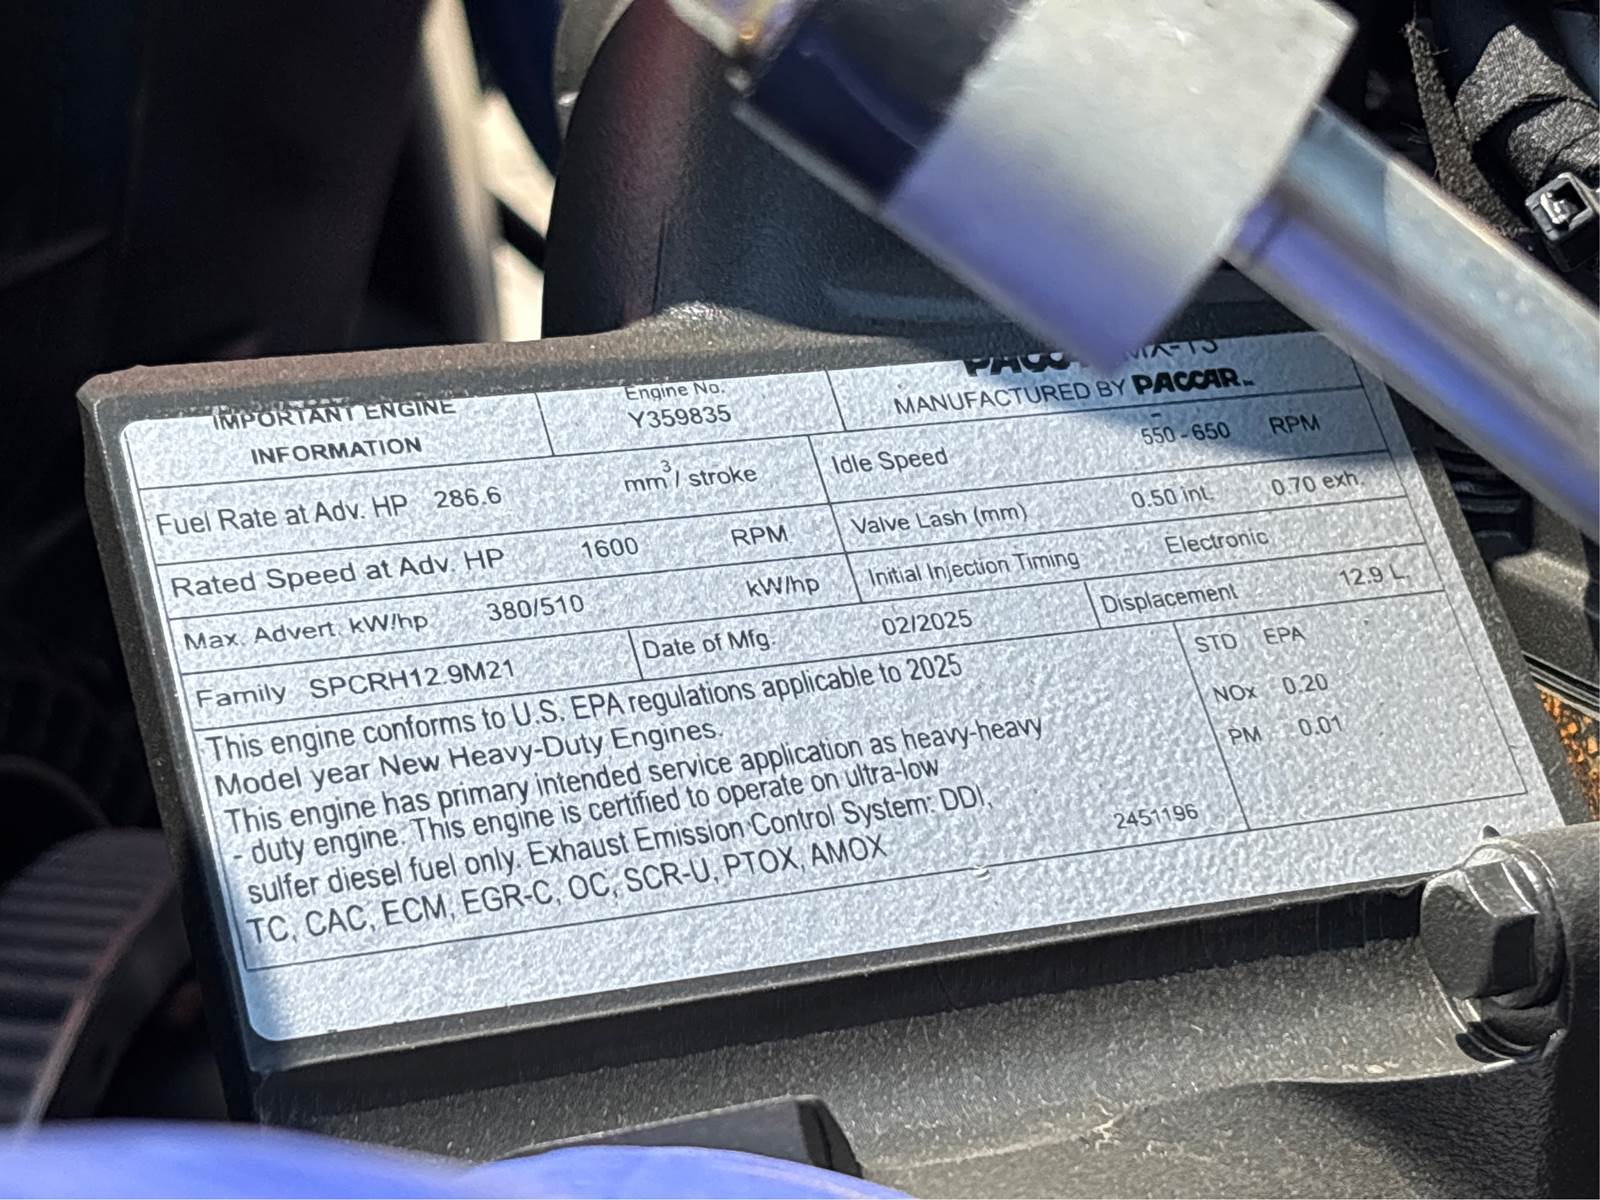 IMPORTANT ENGINE
INFORMATION
Engine No.
Y359835
PACCAR MX-13
MANUFACTURED BY PACCAR
Fuel Rate at Adv. HP 286.6 mm³/ stroke
Idle Speed 550 - 650 RPM
Rated Speed at Adv. HP 1600 RPM
Valve Lash (mm) 0.50 int. 0.70 exh.
Max. Advert. kW/hp 380/510 kW/hp
Initial Injection Timing Electronic
Family SPCRH12.9M21
Date of Mfg. 02/2025
Displacement 12.9 L.
This engine conforms to U.S. EPA regulations applicable to 2025
Model year New Heavy-Duty Engines.
This engine has primary intended service application as heavy-heavy
- duty engine. This engine is certified to operate on ultra-low
sulfer diesel fuel only. Exhaust Emission Control System: DDI,
TC, CAC, ECM, EGR-C, OC, SCR-U, PTOX, AMOX
2451196
STD EPA
NOx 0.20
PM 0.01